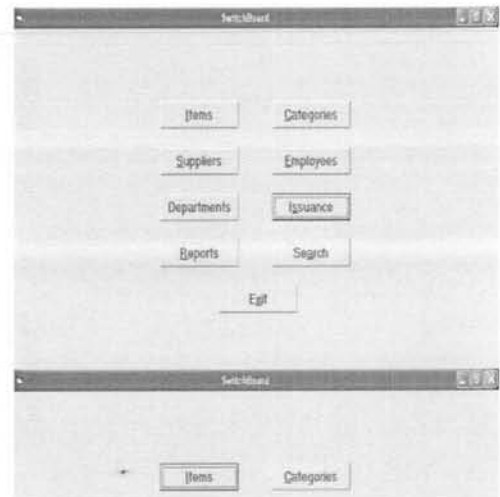 SwitchBoard
Items Categories
Suppliers Employees
Departments Issuance
Reports Search
Exit
SwitchBoard
Items Categories